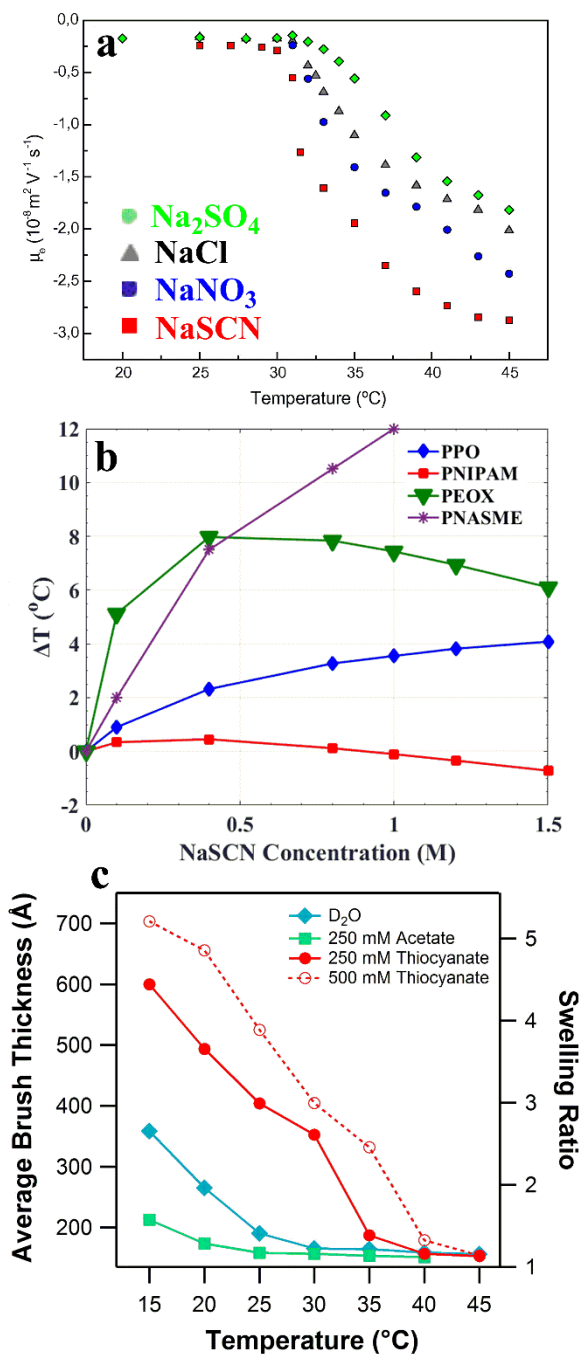 a
0,0
-0,5
-1,0
-1,5
-2,0
-2,5
-3,0
μe (10⁻⁸ m² V⁻¹ s⁻¹)
Na₂SO₄
NaCl
NaNO₃
NaSCN
20 25 30 35 40 45
Temperature (ºC)
b
12
10
8
6
4
2
0
-2
ΔT (°C)
PPO
PNIPAM
PEOX
PNASME
0 0.5 1 1.5
NaSCN Concentration (M)
c
D₂O
250 mM Acetate
250 mM Thiocyanate
500 mM Thiocyanate
700
600
500
400
300
200
Average Brush Thickness (Å)
5
4
3
2
1
Swelling Ratio
15 20 25 30 35 40 45
Temperature (°C)